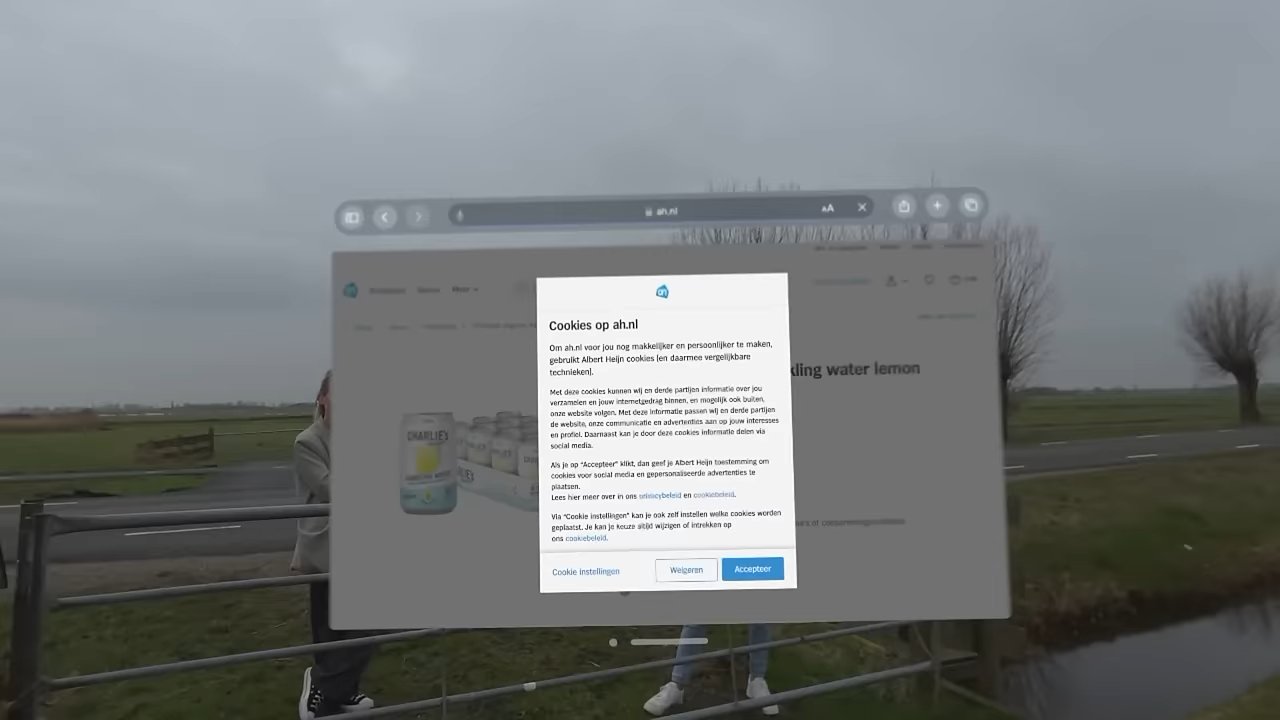 ah.nl
AA
Meer
kling water lemon
CHARLIE'S
ah
Cookies op ah.nl
Om ah.nl voor jou nog makkelijker en persoonlijker te maken,
gebruikt Albert Heijn cookies (en daarmee vergelijkbare
technieken).
Met deze cookies kunnen wij en derde partijen informatie over jou
verzamelen en jouw internetgedrag binnen, en mogelijk ook buiten,
onze website volgen. Met deze informatie passen wij en derde partijen
de website, onze communicatie en advertenties aan op jouw interesses
en profiel. Daarnaast kan je door deze cookies informatie delen via
social media.
Als je op "Accepteer" klikt, dan geef je Albert Heijn toestemming om
cookies voor social media en gepersonaliseerde advertenties te
plaatsen.
Lees hier meer over in ons privacybeleid en cookiebeleid.
Via "Cookie instellingen" kan je ook zelf instellen welke cookies worden
geplaatst. Je kan je keuze altijd wijzigen of intrekken op
ons cookiebeleid.
Cookie instellingen
Weigeren
Accepteer